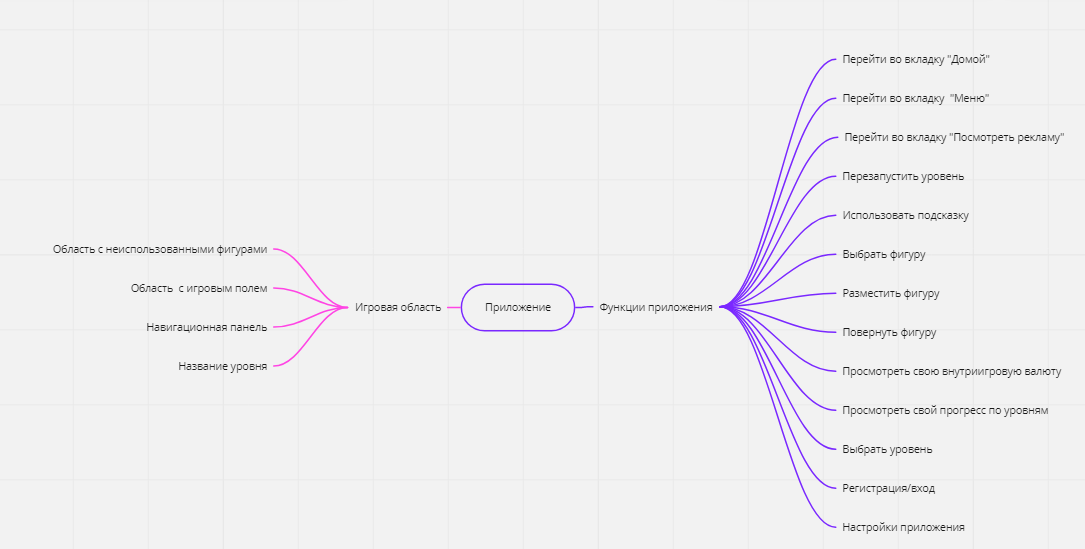 Область с неиспользованными фигурами
Область  с игровым полем
Навигационная панель
Название уровня
Игровая область
Приложение
Функции приложения
Перейти во вкладку "Домой"
Перейти во вкладку  "Меню"
Перейти во вкладку "Посмотреть рекламу"
Перезапустить уровень
Использовать подсказку
Выбрать фигуру
Разместить фигуру
Повернуть фигуру
Просмотреть свою внутриигровую валюту
Просмотреть свой прогресс по уровням
Выбрать уровень
Регистрация/вход
Настройки приложения